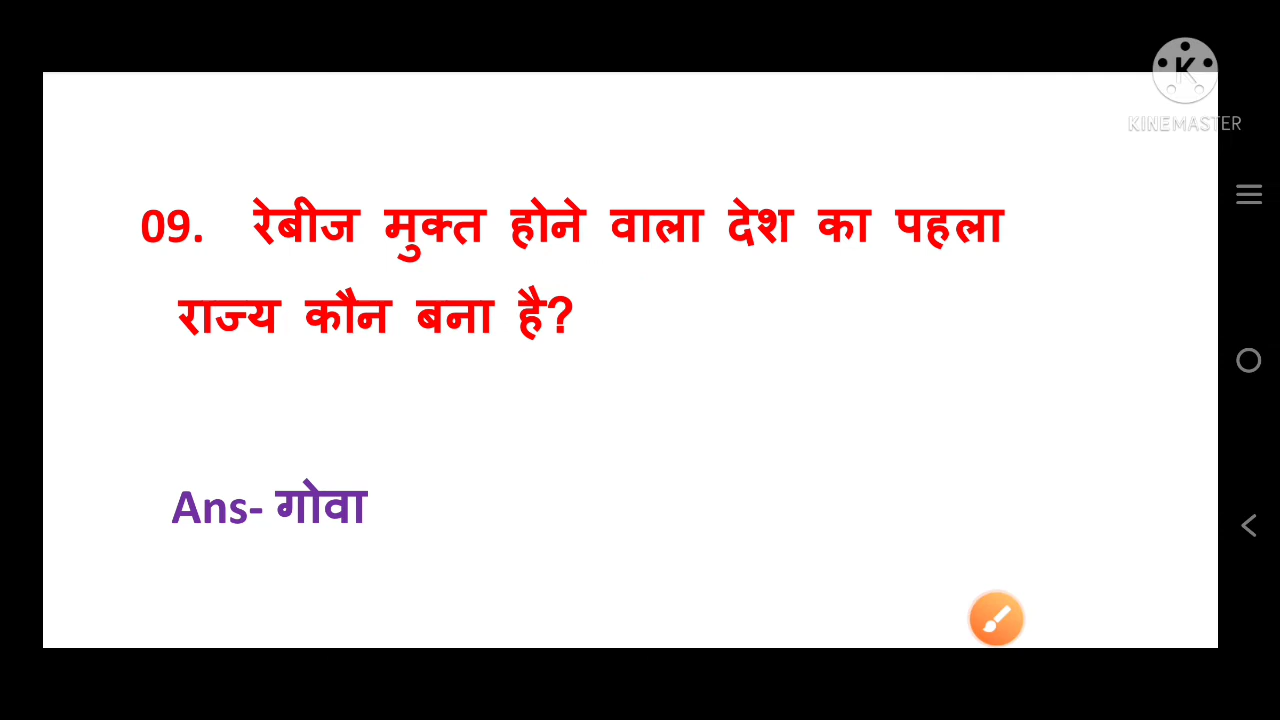 KINEMASTER
09. रेबीज मुक्त होने वाला देश का पहला
राज्य कौन बना है?
Ans- गोवा